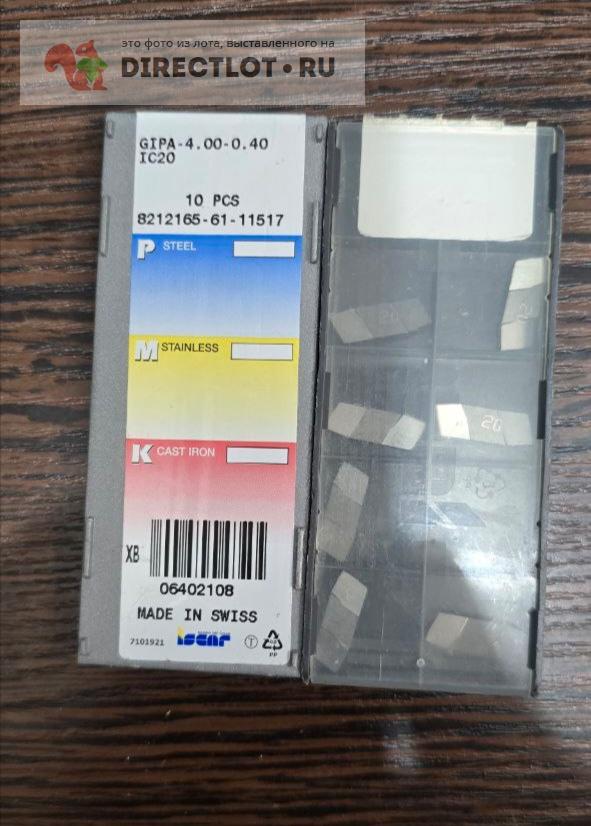 это фото из лота, выставленного на
DIRECTLOT•RU
GIPA-4.00-0.40
IC20
10 PCS
8212165-61-11517
P STEEL
M STAINLESS
K CAST IRON
XB
06402108
MADE IN SWISS
7101921 iscar T PP
20
20